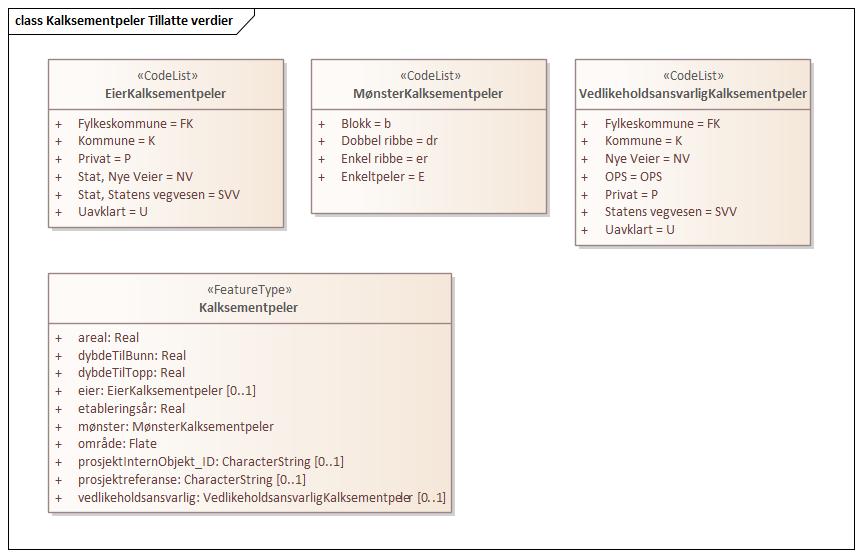 class Kalksementpeler Tillatte verdier
«CodeList»
EierKalksementpeler
+ Fylkeskommune = FK
+ Kommune = K
+ Privat = P
+ Stat, Nye Veier = NV
+ Stat, Statens vegvesen = SVV
+ Uavklart = U
«CodeList»
MønsterKalksementpeler
+ Blokk = b
+ Dobbel ribbe = dr
+ Enkel ribbe = er
+ Enkeltpeler = E
«CodeList»
VedlikeholdsansvarligKalksementpeler
+ Fylkeskommune = FK
+ Kommune = K
+ Nye Veier = NV
+ OPS = OPS
+ Privat = P
+ Statens vegvesen = SVV
+ Uavklart = U
«FeatureType»
Kalksementpeler
+ areal: Real
+ dybdeTilBunn: Real
+ dybdeTilTopp: Real
+ eier: EierKalksementpeler [0..1]
+ etableringsår: Real
+ mønster: MønsterKalksementpeler
+ område: Flate
+ prosjektInternObjekt_ID: CharacterString [0..1]
+ prosjektreferanse: CharacterString [0..1]
+ vedlikeholdsansvarlig: VedlikeholdsansvarligKalksementpeler [0..1]